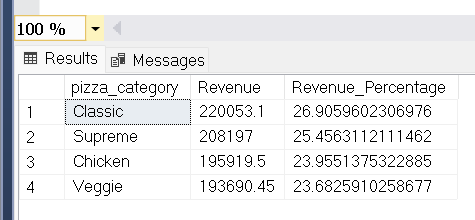 100 %
Results Messages
pizza_category Revenue Revenue_Percentage
1 Classic 220053.1 26.9059602306976
2 Supreme 208197 25.4563112111462
3 Chicken 195919.5 23.9551375322885
4 Veggie 193690.45 23.6825910258677